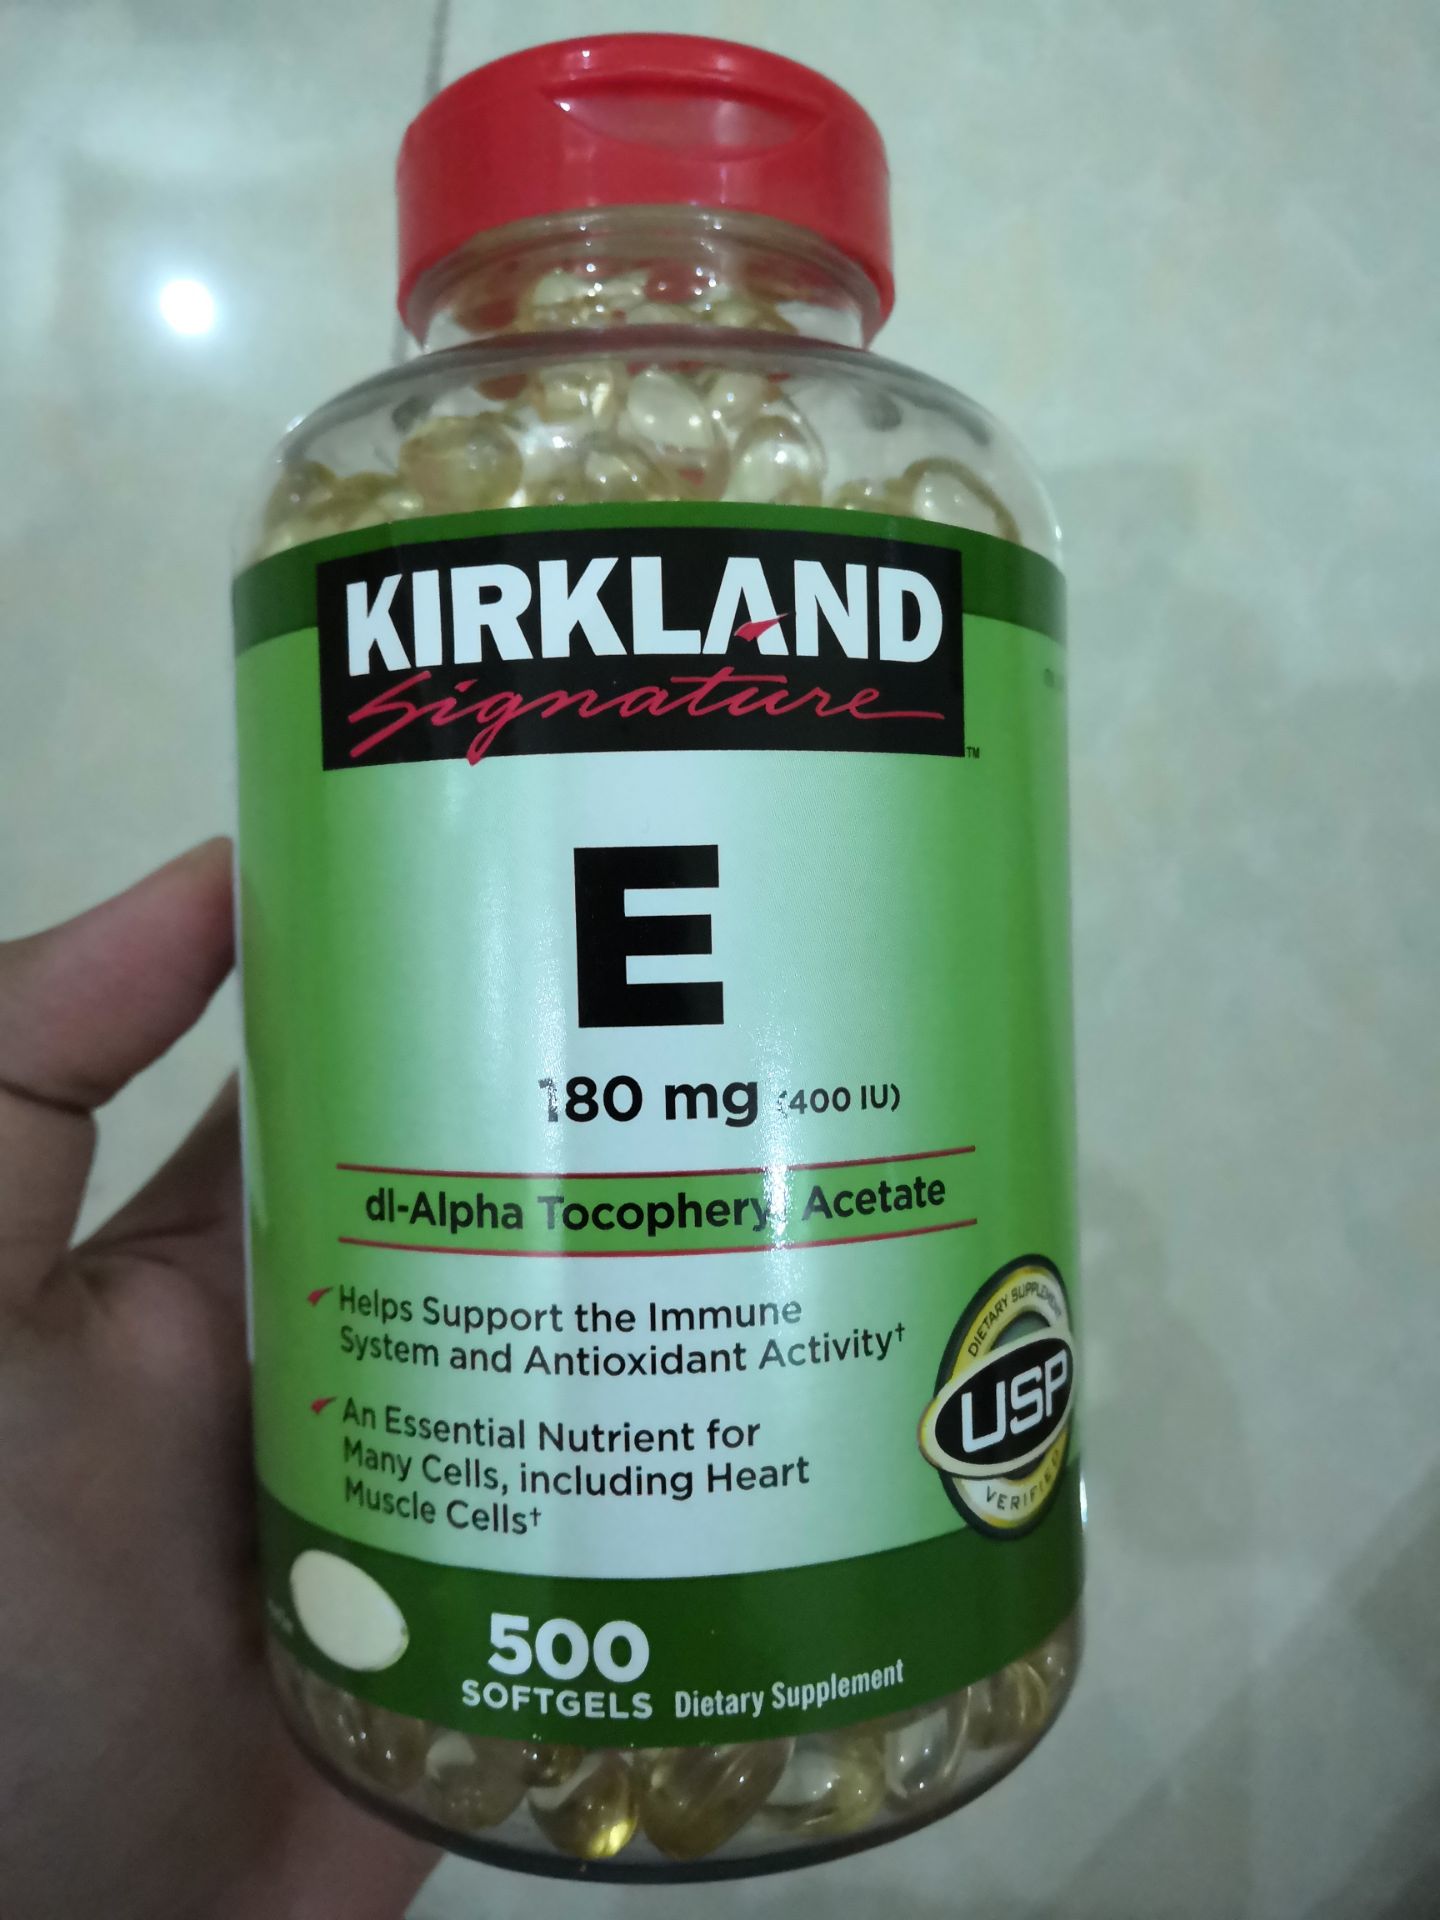 KIRKLAND
Signature
TM
E
180 mg (400 IU)
dl-Alpha Tocopheryl Acetate
Helps Support the Immune
System and Antioxidant Activity†
An Essential Nutrient for
Many Cells, including Heart
Muscle Cells†
DIETARY SUPPLEMENT
USP
VERIFIED
500
SOFTGELS Dietary Supplement